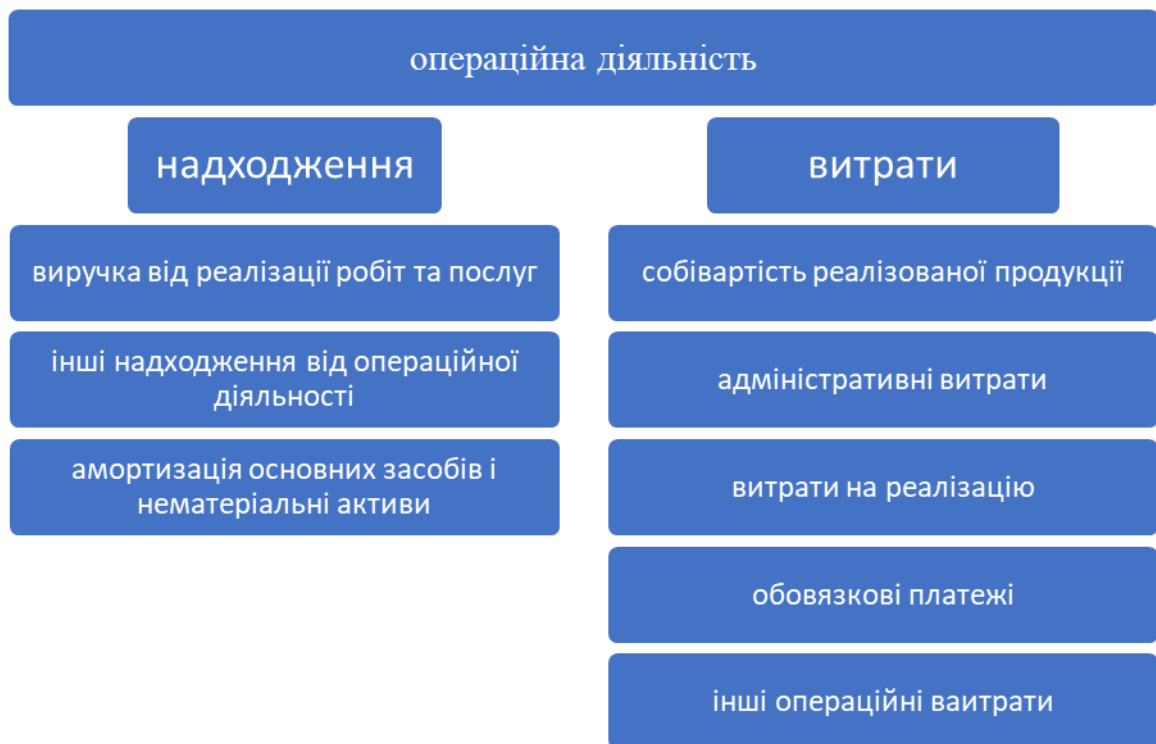 операційна діяльність
надходження
виручка від реалізації робіт та послуг
інші надходження від операційної
діяльності
амортизація основних засобів і
нематеріальні активи
витрати
собівартість реалізованої продукції
адміністративні витрати
витрати на реалізацію
обовязкові платежі
інші операційні ваитрати